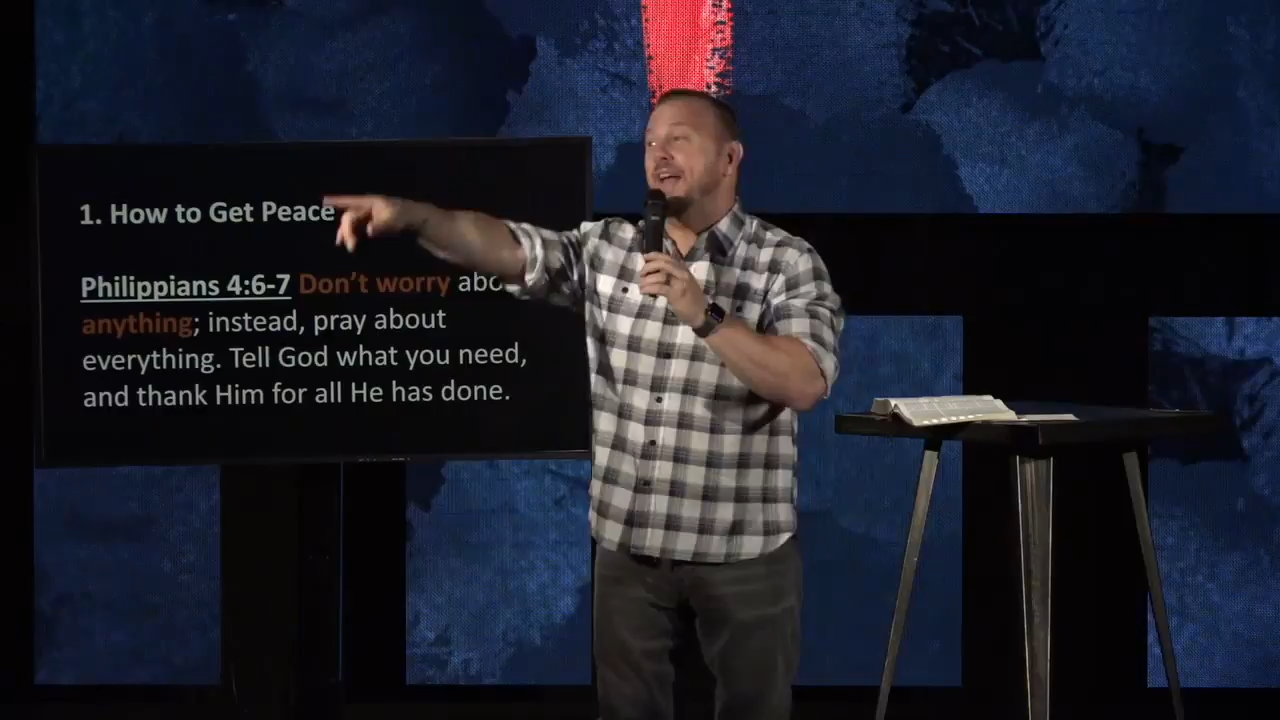 1. How to Get Peace
Philippians 4:6-7 Don’t worry abo
anything; instead, pray about
everything. Tell God what you need,
and thank Him for all He has done.